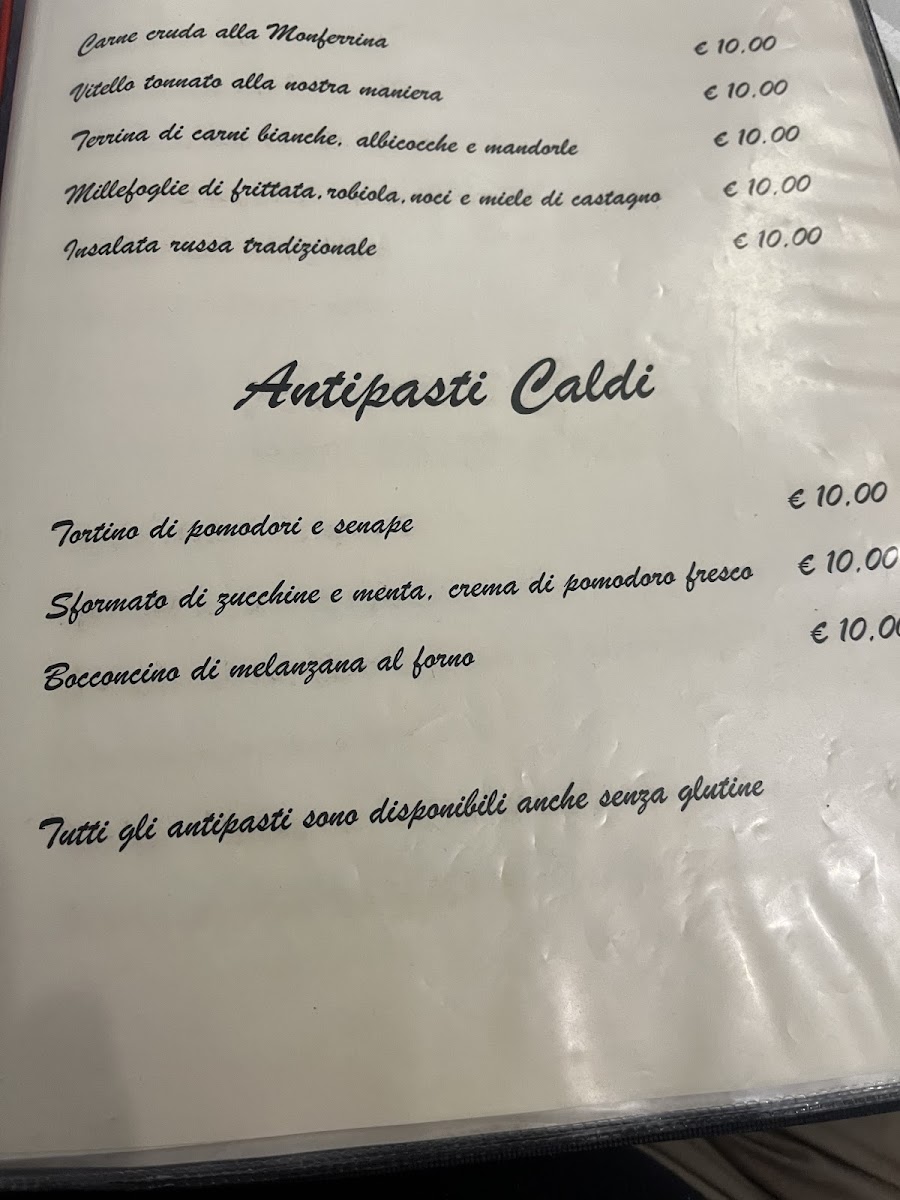 Carne cruda alla Monferrina € 10,00
Vitello tonnato alla nostra maniera € 10,00
Terrina di carni bianche, albicocche e mandorle € 10,00
Millefoglie di frittata, robiola, noci e miele di castagno € 10,00
Insalata russa tradizionale € 10,00
Antipasti Caldi
Tortino di pomodori e senape € 10,00
Sformato di zucchine e menta, crema di pomodoro fresco € 10,00
Bocconcino di melanzana al forno € 10,00
Tutti gli antipasti sono disponibili anche senza glutine